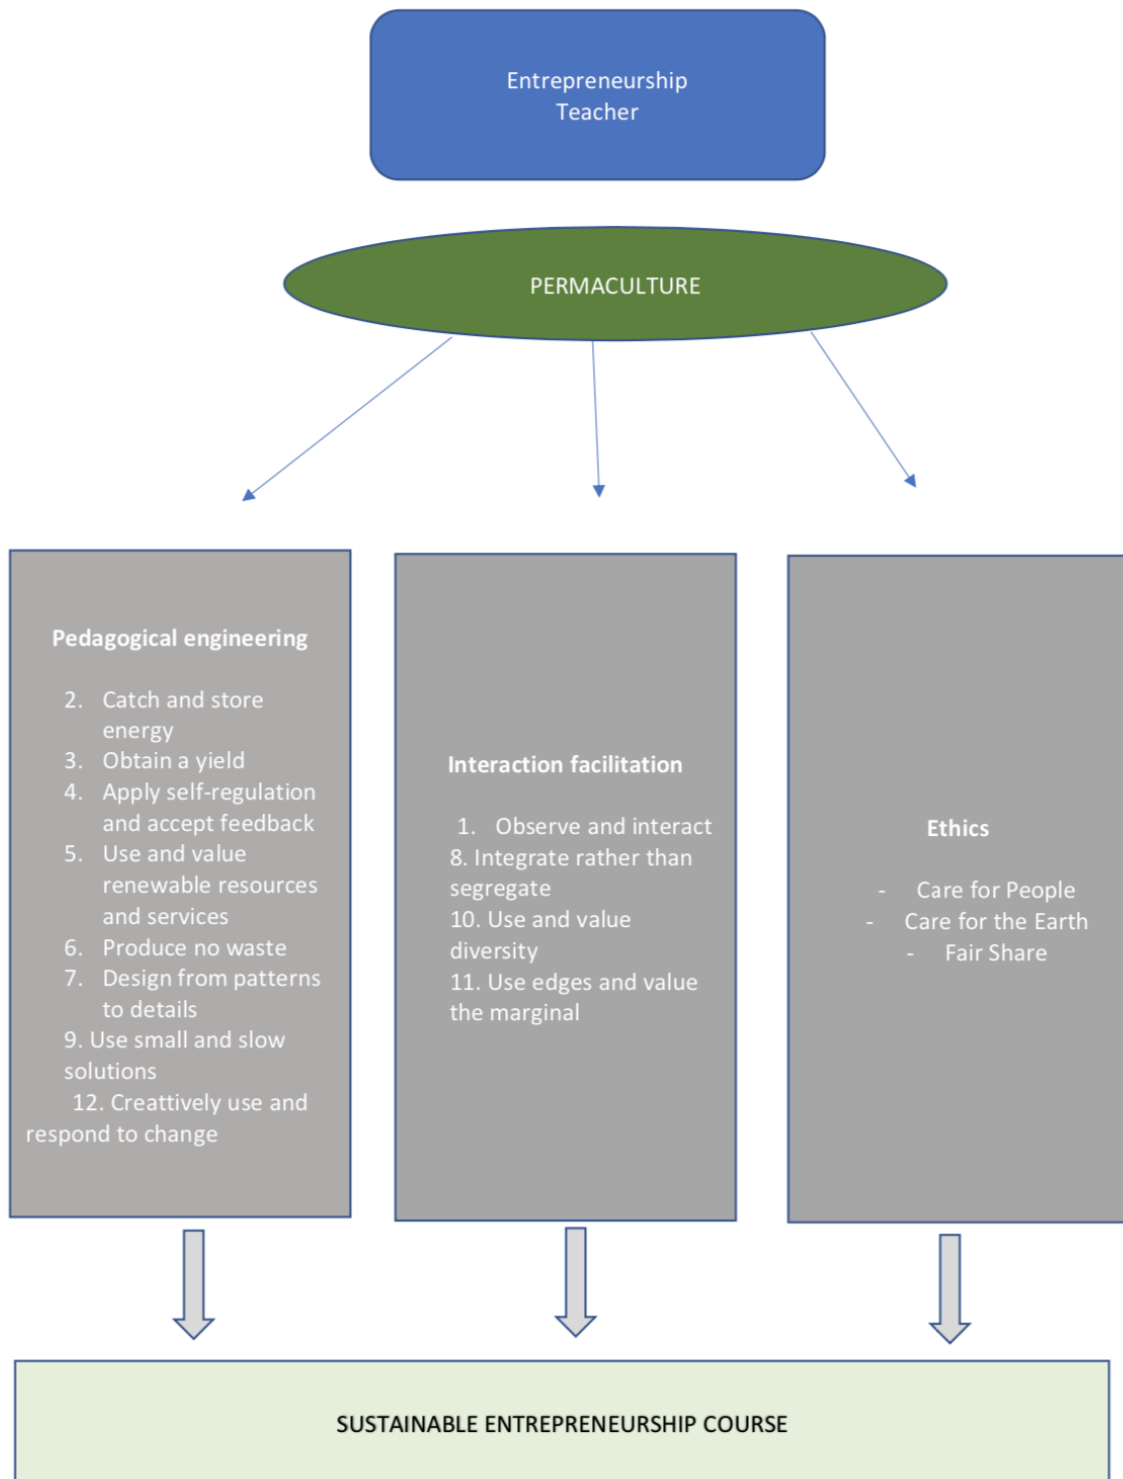 Entrepreneurship
Teacher
PERMACULTURE
Pedagogical engineering
2. Catch and store
energy
3. Obtain a yield
4. Apply self-regulation
and accept feedback
5. Use and value
renewable resources
and services
6. Produce no waste
7. Design from patterns
to details
9. Use small and slow
solutions
12. Creattively use and
respond to change
Interaction facilitation
1. Observe and interact
8. Integrate rather than
segregate
10. Use and value
diversity
11. Use edges and value
the marginal
Ethics
- Care for People
- Care for the Earth
- Fair Share
SUSTAINABLE ENTREPRENEURSHIP COURSE